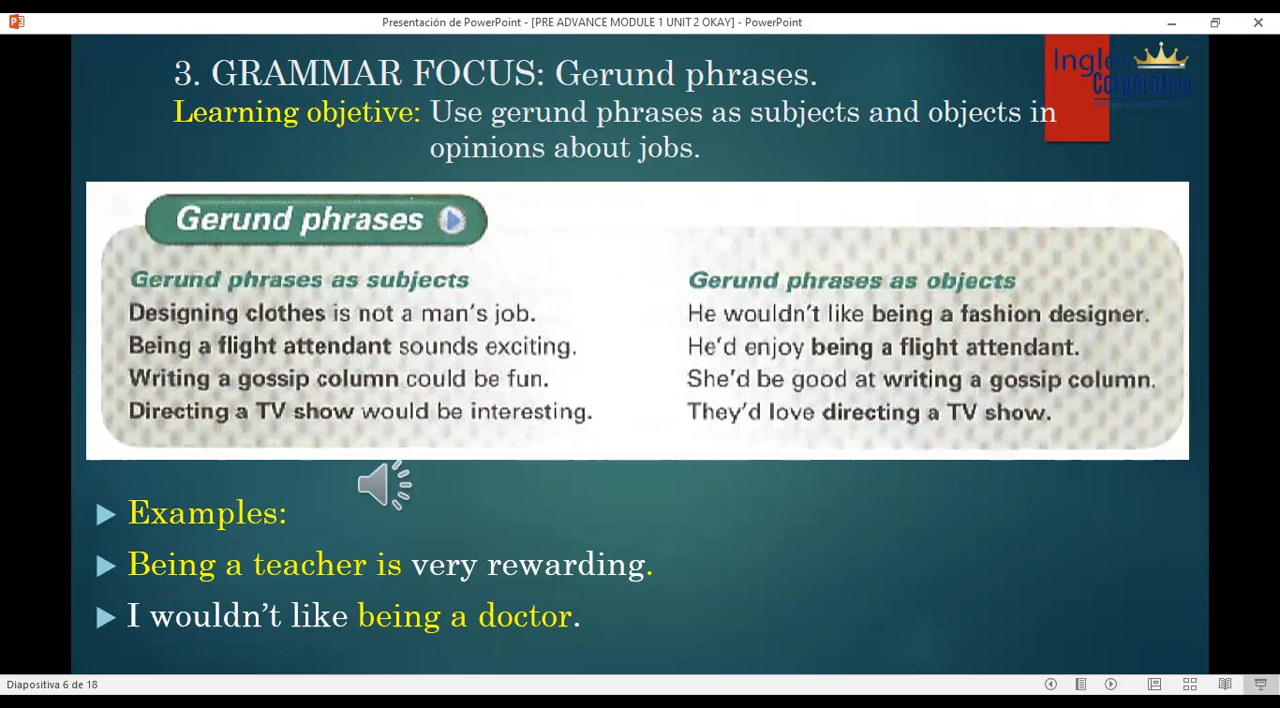 Presentación de PowerPoint - [PRE ADVANCE MODULE 1 UNIT 2 OKAY] - PowerPoint
3. GRAMMAR FOCUS: Gerund phrases.
Ingles
Corporativo
Learning objetive: Use gerund phrases as subjects and objects in
opinions about jobs.
Gerund phrases
Gerund phrases as subjects
Designing clothes is not a man's job.
Being a flight attendant sounds exciting.
Writing a gossip column could be fun.
Directing a TV show would be interesting.
Gerund phrases as objects
He wouldn't like being a fashion designer.
He'd enjoy being a flight attendant.
She'd be good at writing a gossip column.
They'd love directing a TV show.
Examples:
Being a teacher is very rewarding.
I wouldn't like being a doctor.
Diapositiva 6 de 18